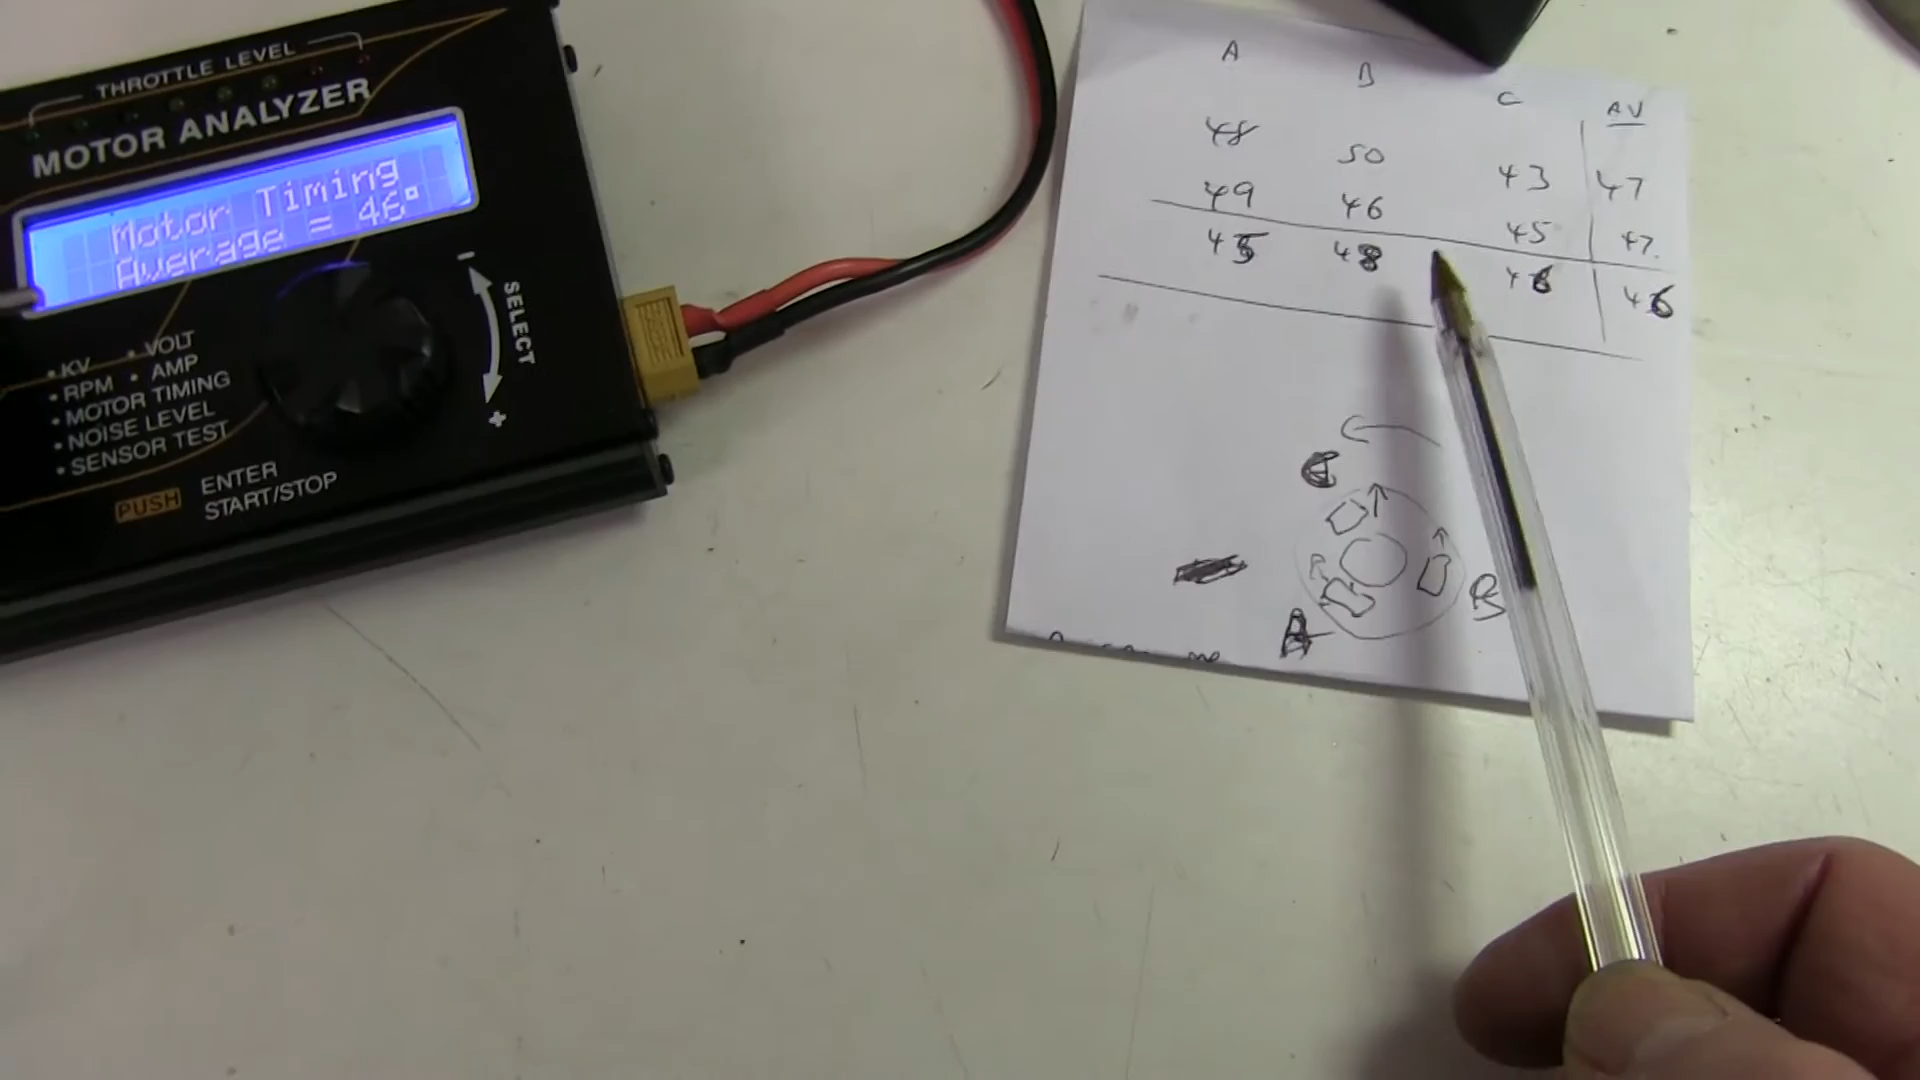 THROTTLE LEVEL
MOTOR ANALYZER
Motor Timing
Average = 46°
− SELECT +
• KV • VOLT
• RPM • AMP
• MOTOR TIMING
• NOISE LEVEL
• SENSOR TEST
PUSH ENTER
START/STOP
A B C AV
48 50 43 47
49 46 45 47.
45 48 46 46
C
B
A